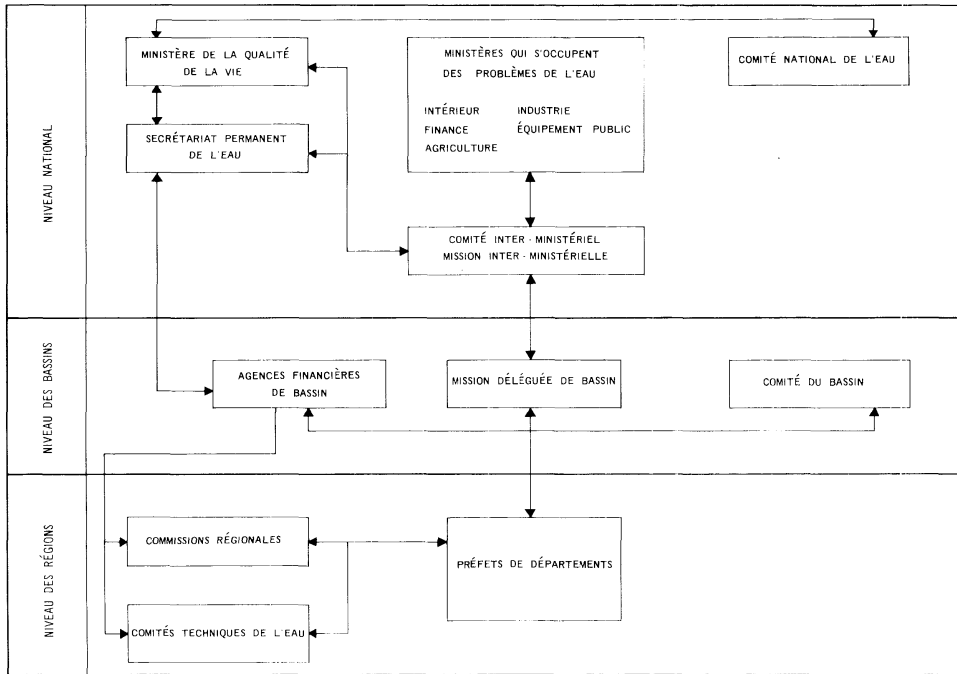 NIVEAU NATIONAL
MINISTÈRE DE LA QUALITÉ
DE LA VIE
MINISTÈRES QUI S'OCCUPENT
DES PROBLÈMES DE L'EAU
INTÉRIEUR INDUSTRIE
FINANCE ÉQUIPEMENT PUBLIC
AGRICULTURE
COMITÉ NATIONAL DE L'EAU
SECRÉTARIAT PERMANENT
DE L'EAU
COMITÉ INTER-MINISTÉRIEL
MISSION INTER-MINISTÉRIELLE
NIVEAU DES BASSINS
AGENCES FINANCIÈRES
DE BASSIN
MISSION DÉLÉGUÉE DE BASSIN
COMITÉ DU BASSIN
NIVEAU DES RÉGIONS
COMMISSIONS RÉGIONALES
PRÉFETS DE DÉPARTEMENTS
COMITÉS TECHNIQUES DE L'EAU